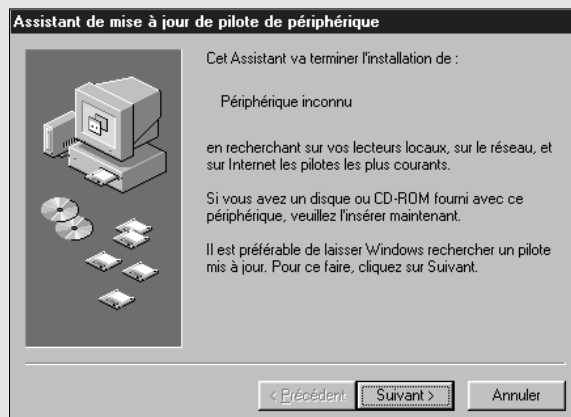 Assistant de mise à jour de pilote de périphérique
Cet Assistant va terminer l'installation de :
Périphérique inconnu
en recherchant sur vos lecteurs locaux, sur le réseau, et
sur Internet les pilotes les plus courants.
Si vous avez un disque ou CD-ROM fourni avec ce
périphérique, veuillez l'insérer maintenant.
Il est préférable de laisser Windows rechercher un pilote
mis à jour. Pour ce faire, cliquez sur Suivant.
< Précédent
Suivant >
Annuler